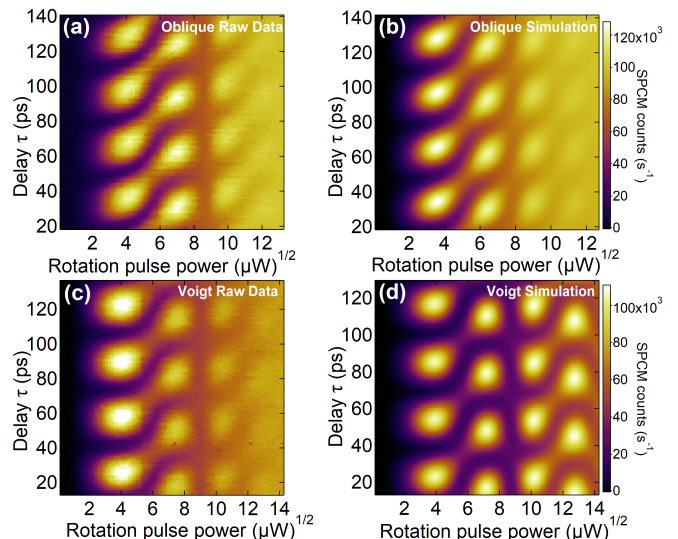 (a) Oblique Raw Data
140
120
100
80
60
40
20
Delay τ (ps)
2 4 6 8 10 12
Rotation pulse power (µW)1/2
(b) Oblique Simulation
140
120
100
80
60
40
20
Delay τ (ps)
2 4 6 8 10 12
Rotation pulse power (µW)1/2
120x103
100
80
60
40
20
0
SPCM counts (s-1)
(c) Voigt Raw Data
120
100
80
60
40
20
Delay τ (ps)
2 4 6 8 10 12 14
Rotation pulse power (µW)1/2
(d) Voigt Simulation
120
100
80
60
40
20
Delay τ (ps)
2 4 6 8 10 12 14
Rotation pulse power (µW)1/2
100x103
80
60
40
20
0
SPCM counts (s-1)